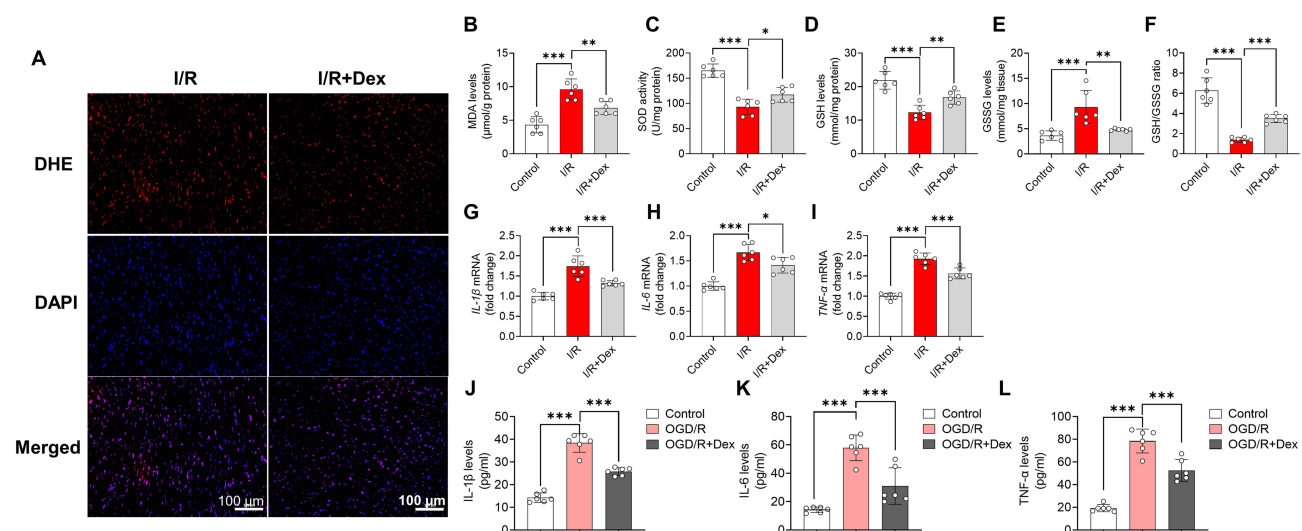 A
I/R
I/R+Dex
DHE
DAPI
Merged
100 μm
100 μm
B
MDA levels
(μmol/g protein)
15
10
5
0
***
**
Control
I/R
I/R+Dex
C
SOD activity
(U/mg protein)
200
150
100
50
0
***
*
Control
I/R
I/R+Dex
D
GSH levels
(mmol/mg protein)
30
20
10
0
***
**
Control
I/R
I/R+Dex
E
GSSG levels
(mmol/mg tissue)
20
15
10
5
0
***
**
Control
I/R
I/R+Dex
F
GSH/GSSG ratio
10
8
6
4
2
0
***
***
Control
I/R
I/R+Dex
G
IL-1β mRNA
(fold change)
2.5
2.0
1.5
1.0
0.5
0.0
***
***
Control
I/R
I/R+Dex
H
IL-6 mRNA
(fold change)
2.5
2.0
1.5
1.0
0.5
0.0
***
*
Control
I/R
I/R+Dex
I
TNF-α mRNA
(fold change)
2.5
2.0
1.5
1.0
0.5
0.0
***
***
Control
I/R
I/R+Dex
J
IL-1β levels
(pg/ml)
50
40
30
20
10
0
***
***
Control
OGD/R
OGD/R+Dex
K
IL-6 levels
(pg/ml)
80
60
40
20
0
***
***
Control
OGD/R
OGD/R+Dex
L
TNF-α levels
(pg/ml)
100
80
60
40
20
0
***
***
Control
OGD/R
OGD/R+Dex